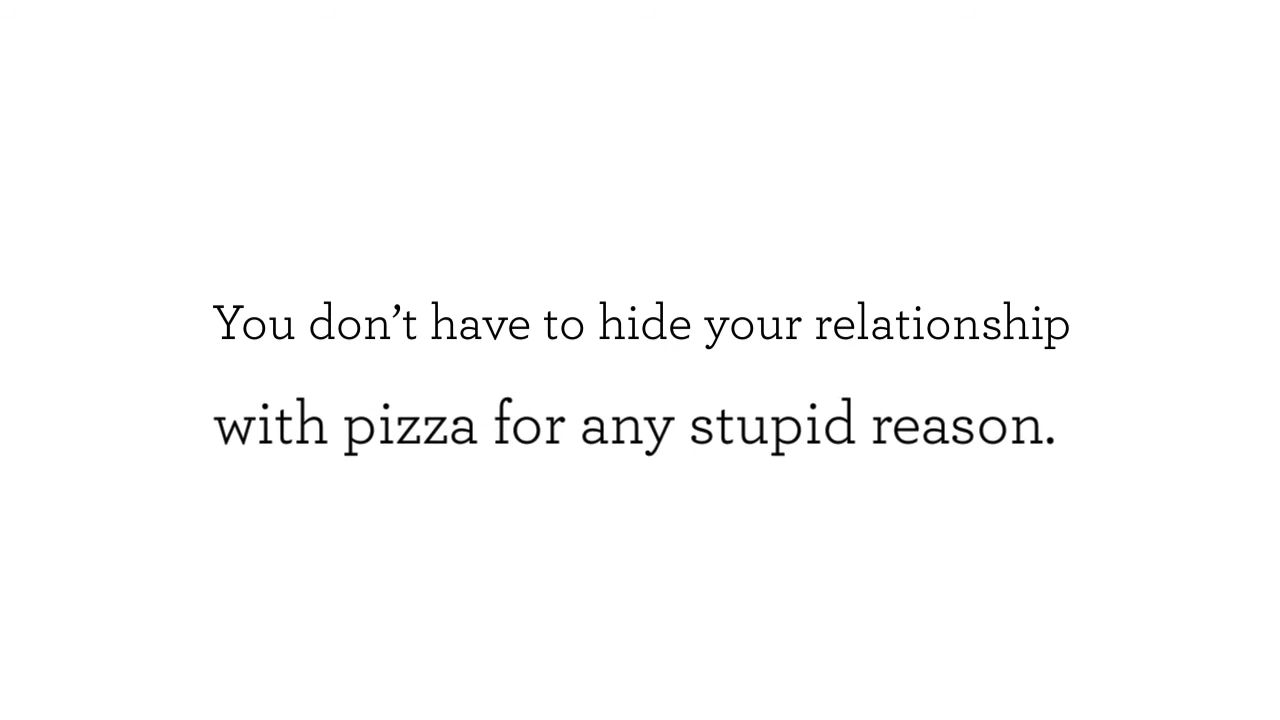 You don’t have to hide your relationship
with pizza for any stupid reason.